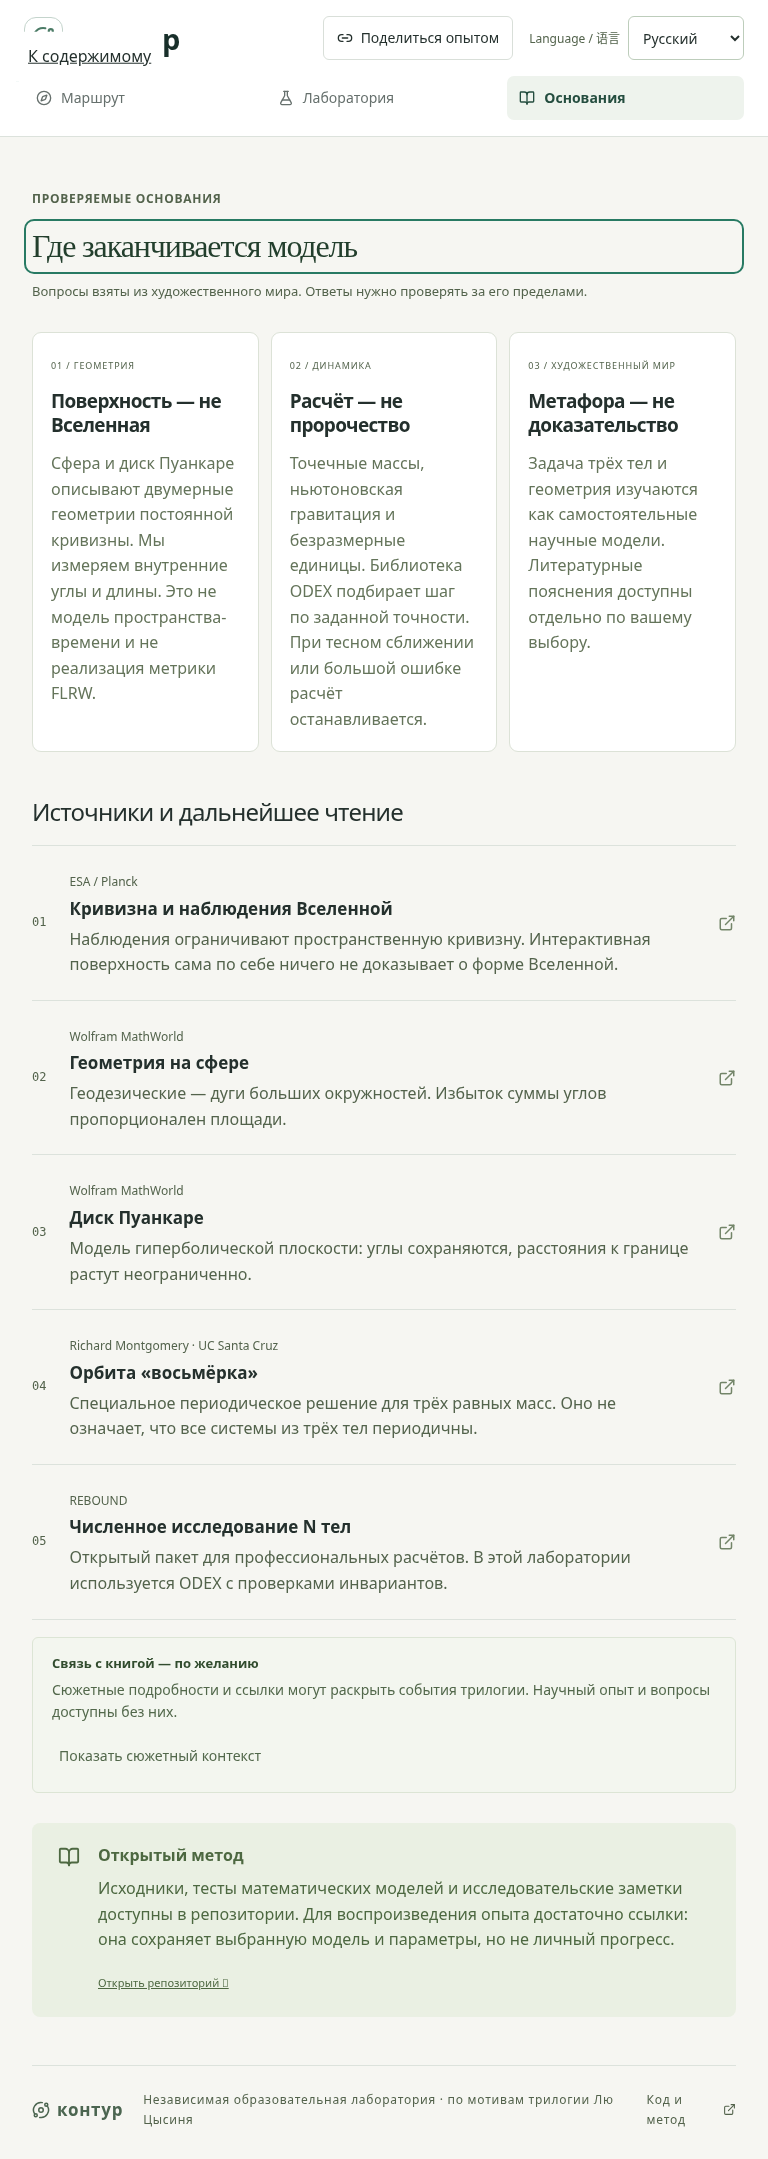 К содержимому
р
Поделиться опытом
Language / 语言
Русский
Маршрут
Лаборатория
Основания
ПРОВЕРЯЕМЫЕ ОСНОВАНИЯ
Где заканчивается модель
Вопросы взяты из художественного мира. Ответы нужно проверять за его пределами.
01 / ГЕОМЕТРИЯ
Поверхность — не
Вселенная
Сфера и диск Пуанкаре
описывают двумерные
геометрии постоянной
кривизны. Мы
измеряем внутренние
углы и длины. Это не
модель пространства-
времени и не
реализация метрики
FLRW.
02 / ДИНАМИКА
Расчёт — не
пророчество
Точечные массы,
ньютоновская
гравитация и
безразмерные
единицы. Библиотека
ODEX подбирает шаг
по заданной точности.
При тесном сближении
или большой ошибке
расчёт
останавливается.
03 / ХУДОЖЕСТВЕННЫЙ МИР
Метафора — не
доказательство
Задача трёх тел и
геометрия изучаются
как самостоятельные
научные модели.
Литературные
пояснения доступны
отдельно по вашему
выбору.
Источники и дальнейшее чтение
01
ESA / Planck
Кривизна и наблюдения Вселенной
Наблюдения ограничивают пространственную кривизну. Интерактивная
поверхность сама по себе ничего не доказывает о форме Вселенной.
02
Wolfram MathWorld
Геометрия на сфере
Геодезические — дуги больших окружностей. Избыток суммы углов
пропорционален площади.
03
Wolfram MathWorld
Диск Пуанкаре
Модель гиперболической плоскости: углы сохраняются, расстояния к границе
растут неограниченно.
04
Richard Montgomery · UC Santa Cruz
Орбита «восьмёрка»
Специальное периодическое решение для трёх равных масс. Оно не
означает, что все системы из трёх тел периодичны.
05
REBOUND
Численное исследование N тел
Открытый пакет для профессиональных расчётов. В этой лаборатории
используется ODEX с проверками инвариантов.
Связь с книгой — по желанию
Сюжетные подробности и ссылки могут раскрыть события трилогии. Научный опыт и вопросы
доступны без них.
Показать сюжетный контекст
Открытый метод
Исходники, тесты математических моделей и исследовательские заметки
доступны в репозитории. Для воспроизведения опыта достаточно ссылки:
она сохраняет выбранную модель и параметры, но не личный прогресс.
Открыть репозиторий
контур
Независимая образовательная лаборатория · по мотивам трилогии Лю
Цысиня
Код и
метод